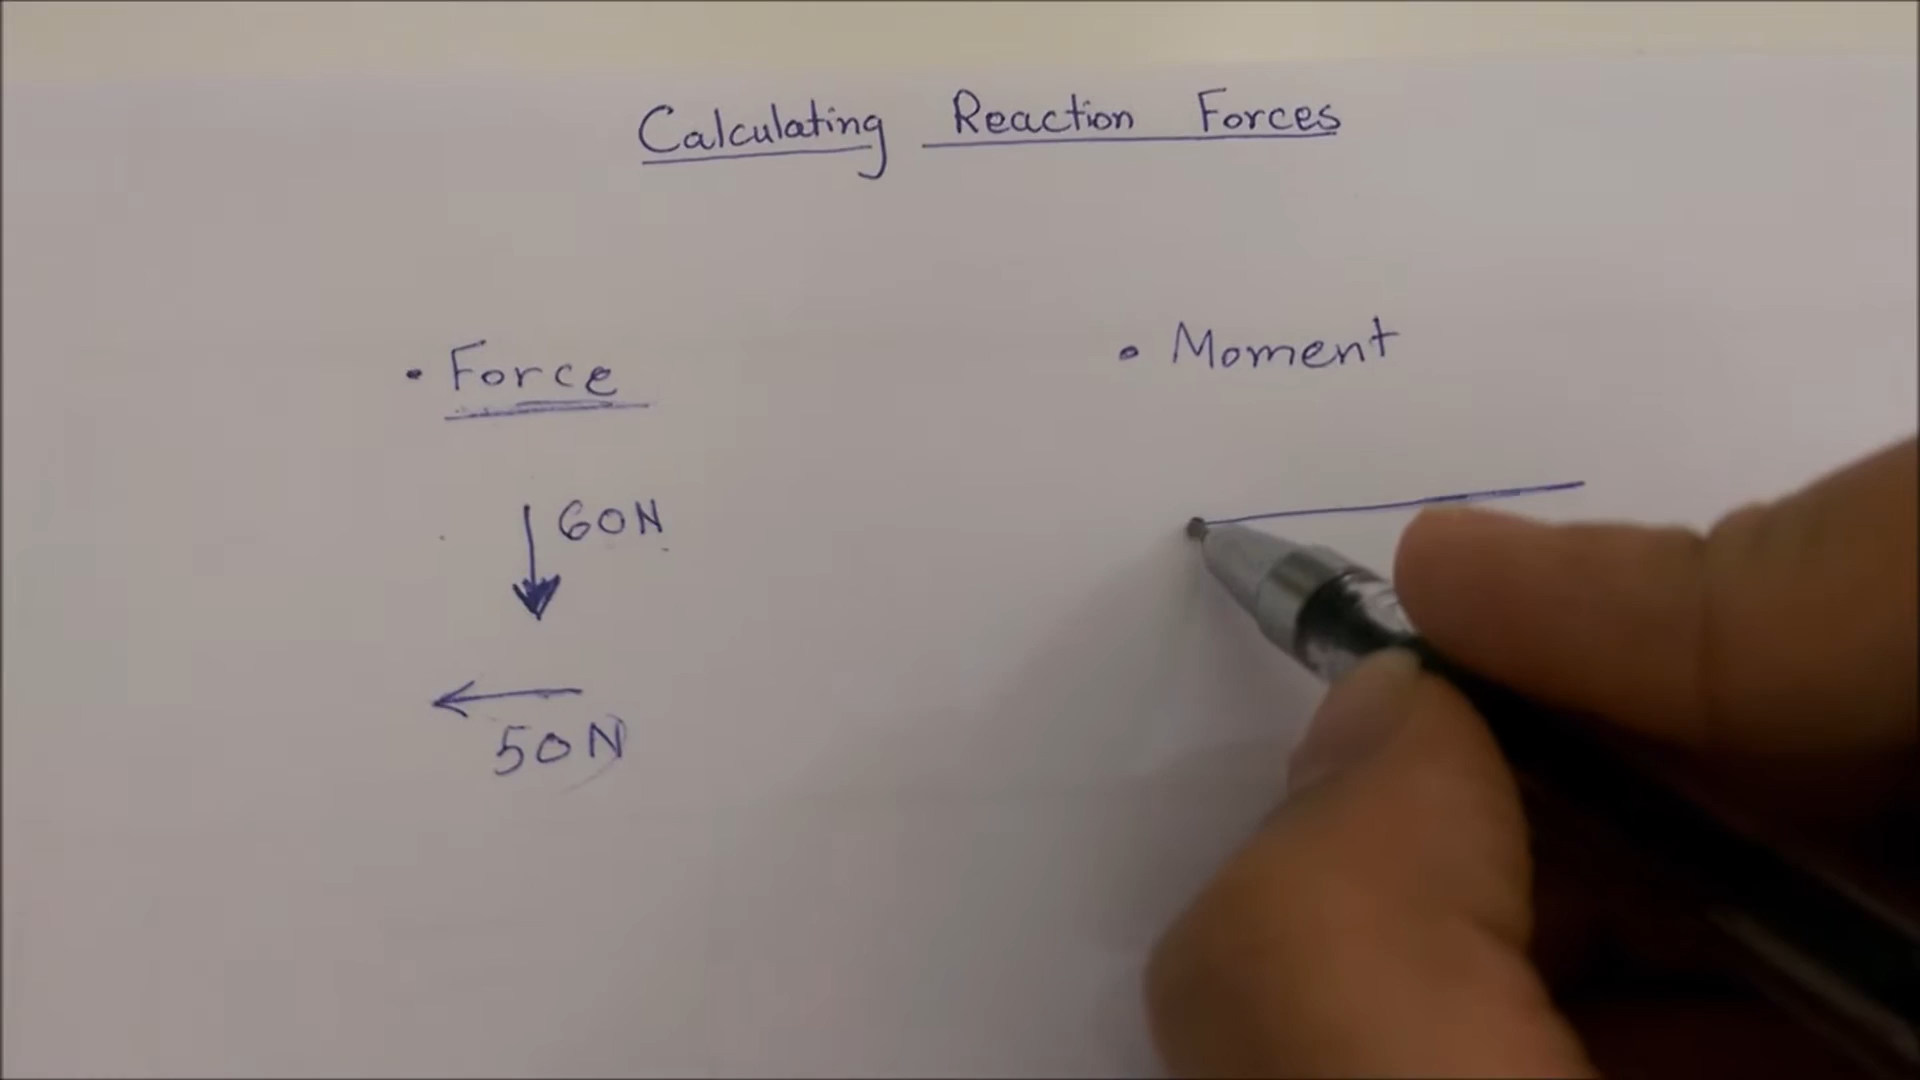 Calculating Reaction Forces
• Force
• Moment
60N
50N